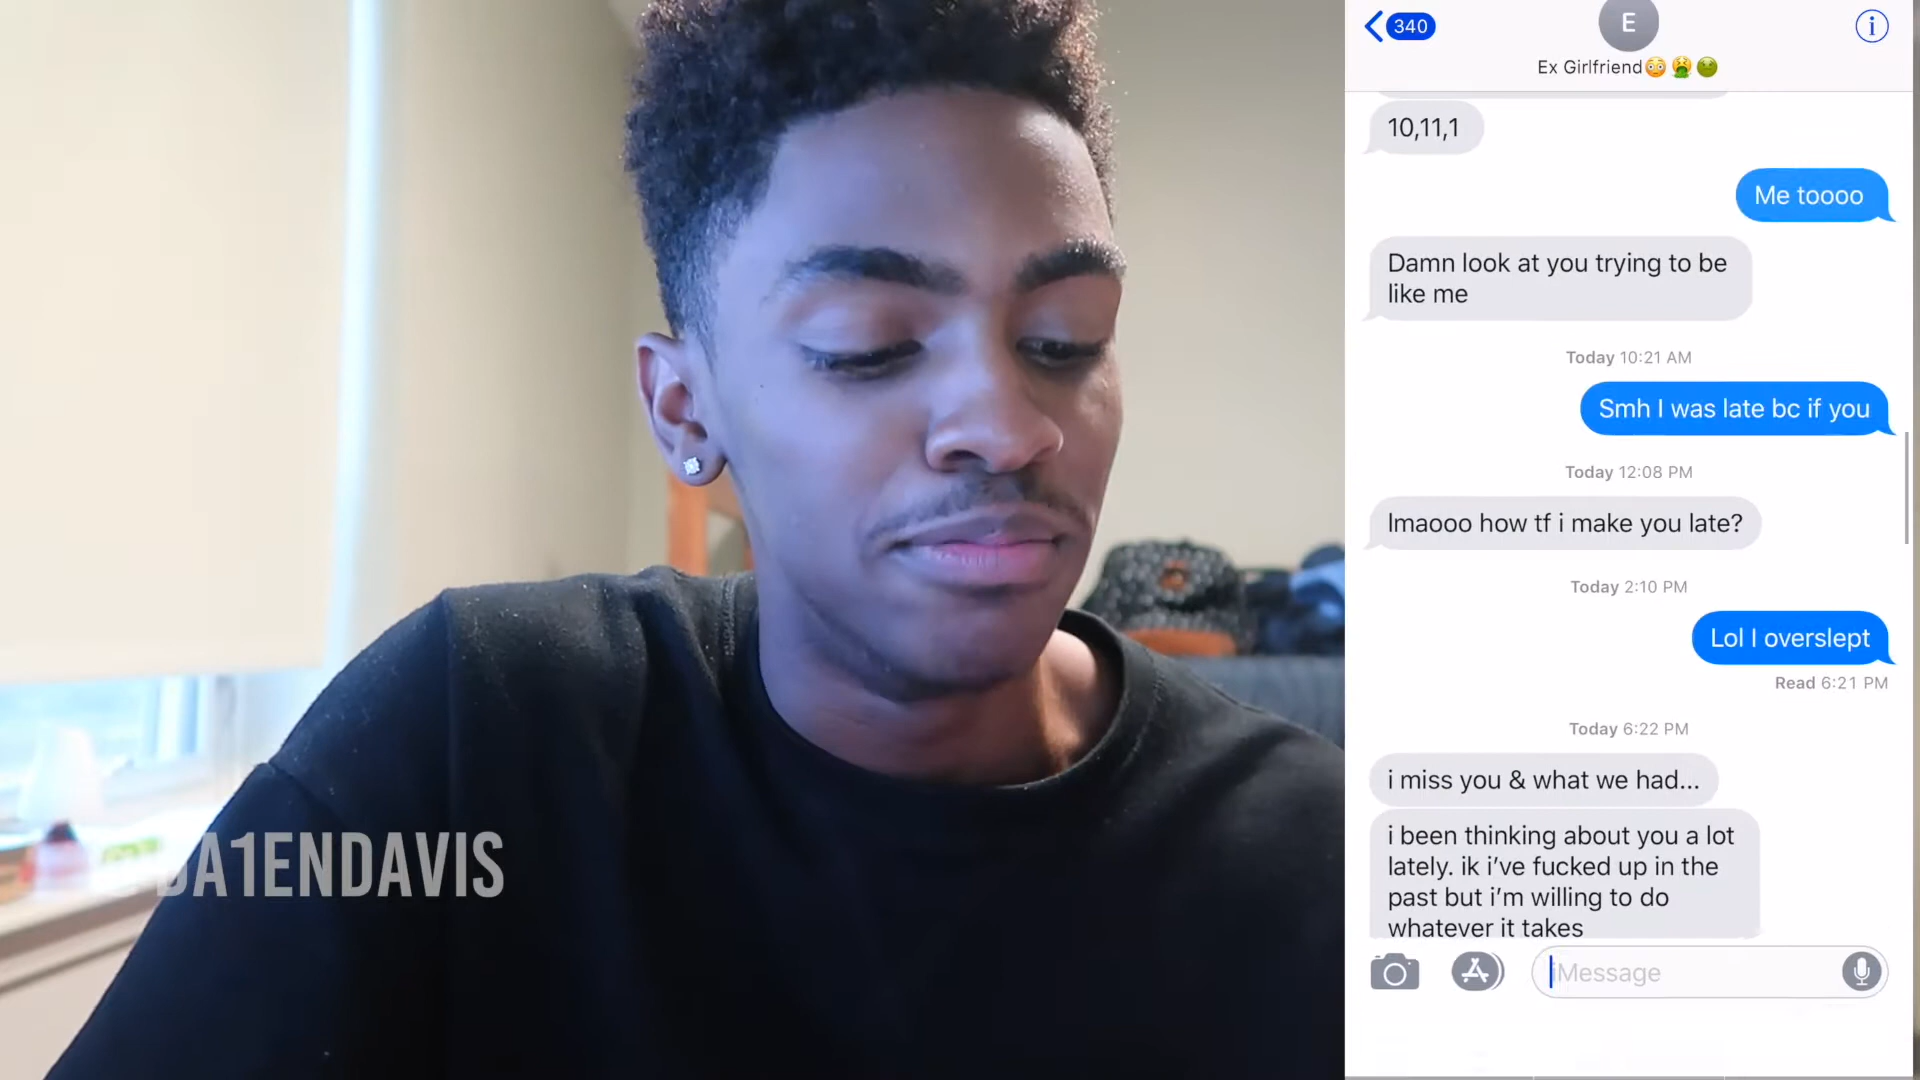 340
E
i
Ex Girlfriend😳🤮🤢
10,11,1
Me toooo
Damn look at you trying to be
like me
Today 10:21 AM
Smh I was late bc if you
Today 12:08 PM
lmaooo how tf i make you late?
Today 2:10 PM
Lol I overslept
Read 6:21 PM
Today 6:22 PM
i miss you & what we had...
i been thinking about you a lot
lately. ik i’ve fucked up in the
past but i’m willing to do
whatever it takes
iMessage
DA1ENDAVIS